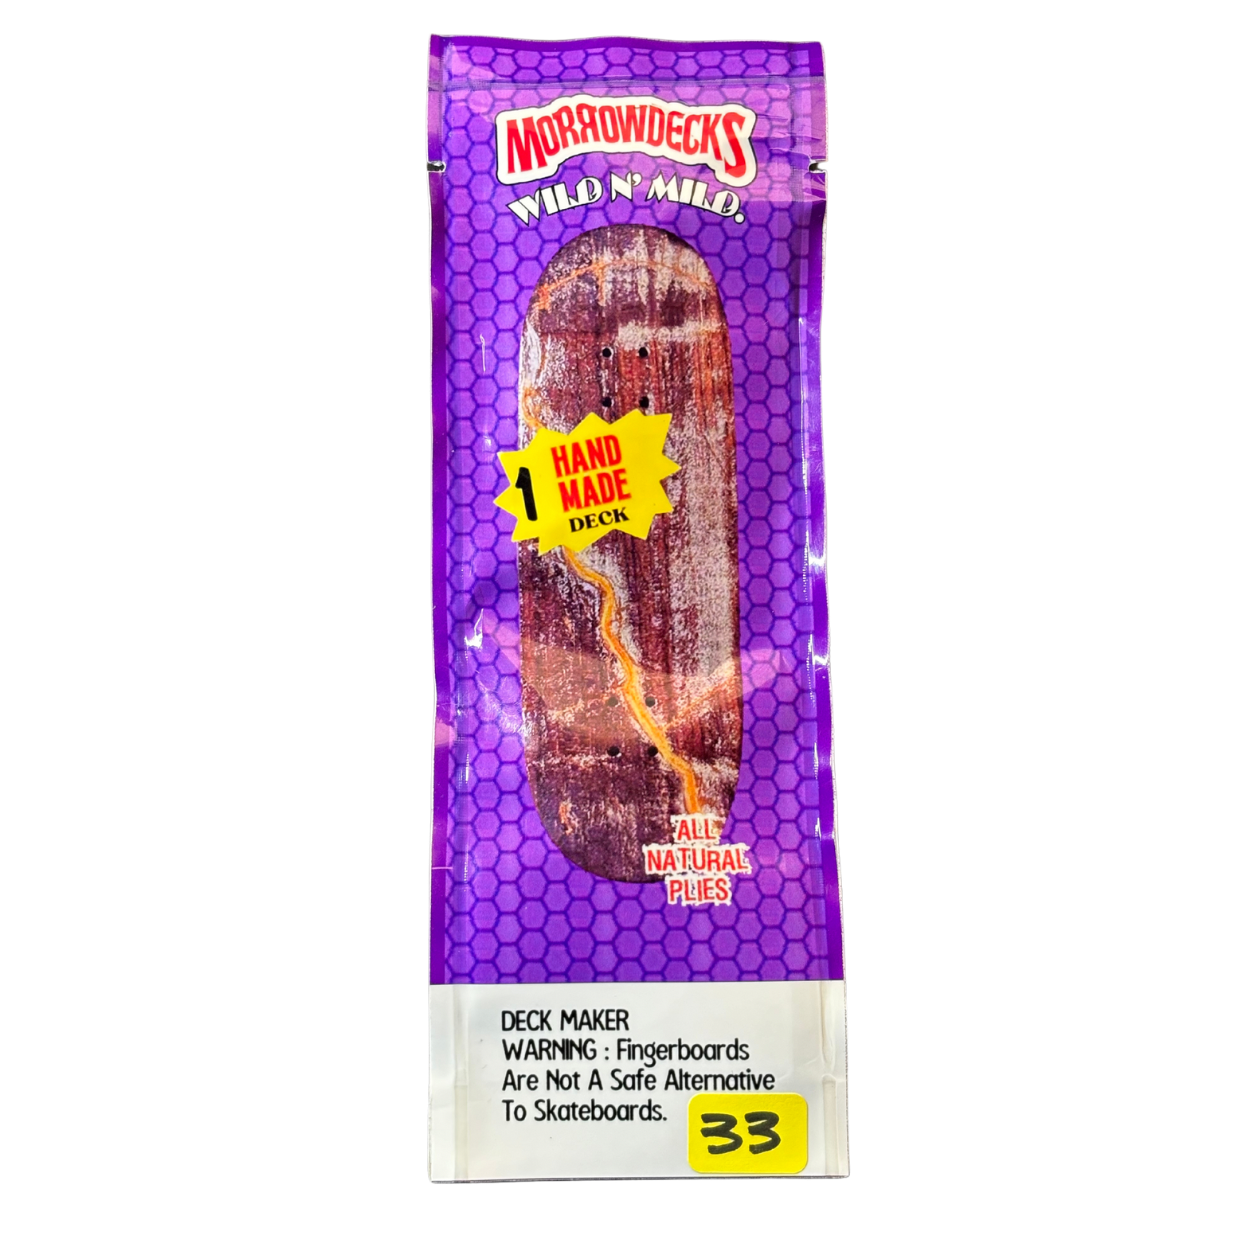 MORROWDECKS
WILD N' MILD.
1
HAND
MADE
DECK
ALL
NATURAL
PLIES
DECK MAKER
WARNING : Fingerboards
Are Not A Safe Alternative
To Skateboards.
33